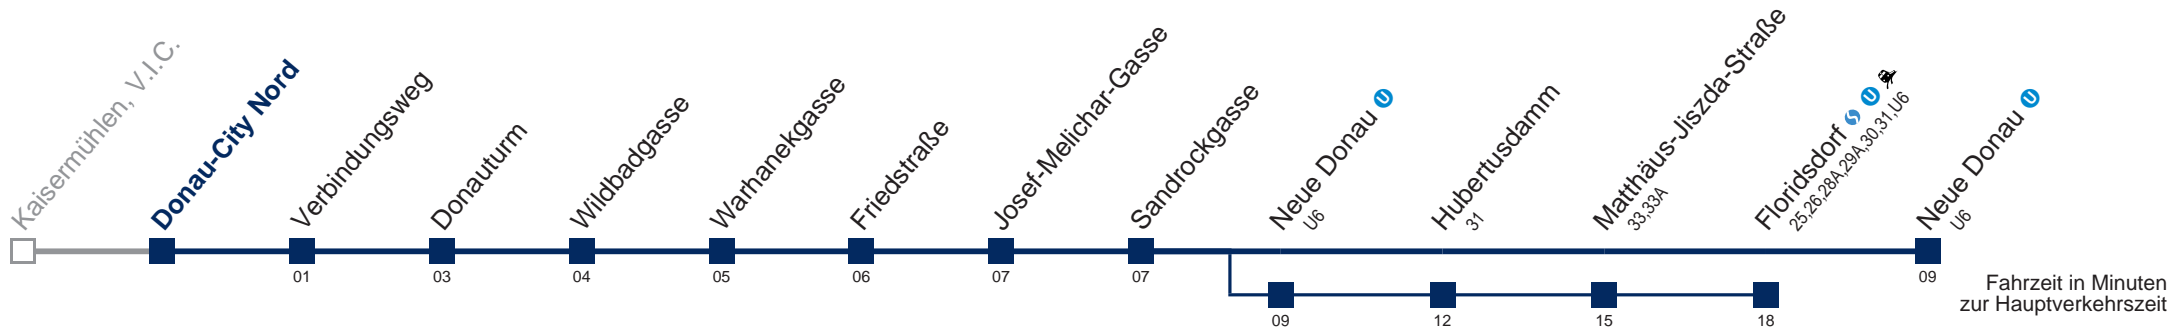 Kaisermühlen, V.I.C.
Donau-City Nord
Verbindungsweg
Donauturm
Wildbadgasse
Warhanekgasse
Friedstraße
Josef-Melichar-Gasse
Sandrockgasse
Neue Donau U
U6
Hubertusdamm
31
Matthäus-Jiszda-Straße
33,33A
Floridsdorf S U
25,26,28A,29A,30,31,U6
Neue Donau U
U6
01
03
04
05
06
07
07
09
09
12
15
18
Fahrzeit in Minuten
zur Hauptverkehrszeit